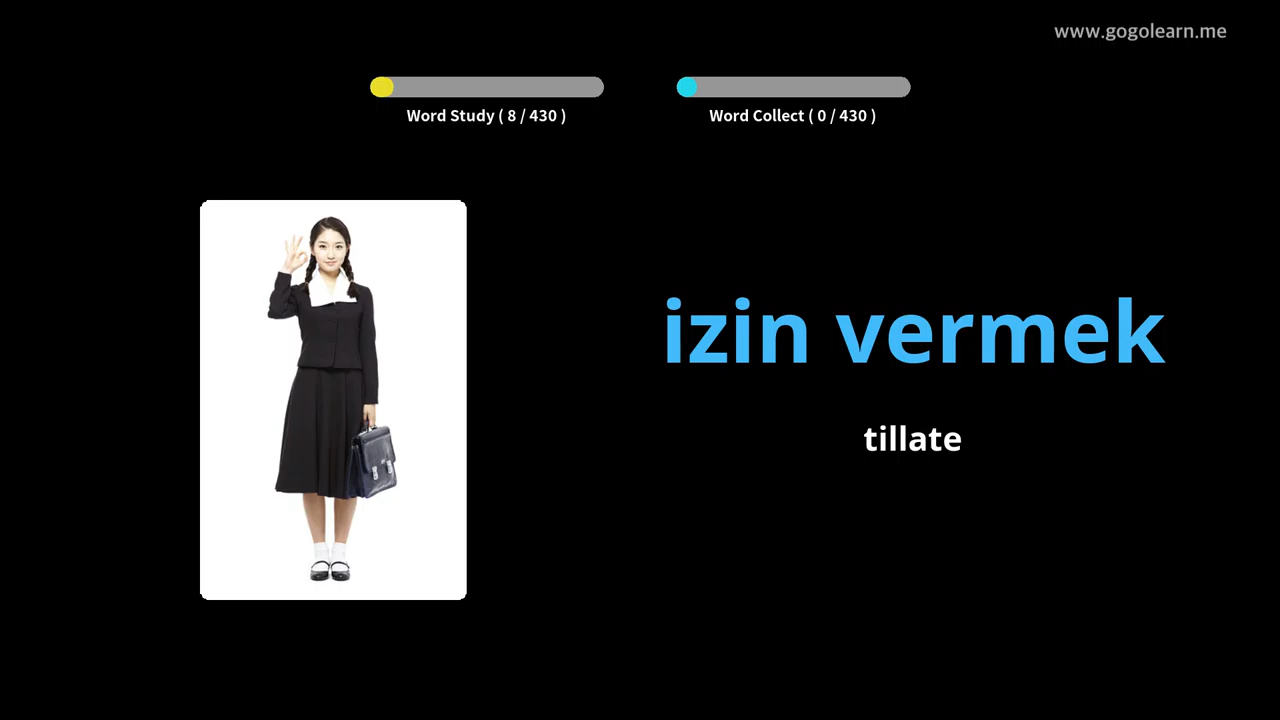 www.gogolearn.me
Word Study ( 8 / 430 )
Word Collect ( 0 / 430 )
izin vermek
tillate